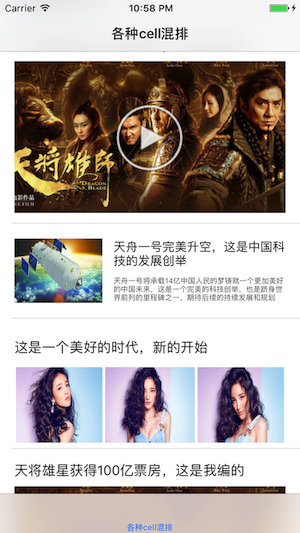 Carrier
10:58 PM
各种cell混排
天将雄师
DRAGON BLADE
天舟一号完美升空，这是中国科
技的发展创举
天舟一号将承载14亿中国人民的梦铸就一个更加美好
的中国未来，这是一个完美的科技创举，也是跻身世
界前列的里程碑之一，期待后续的持续发展和规划
这是一个美好的时代，新的开始
天将雄星获得100亿票房，这是我编的
各种cell混排